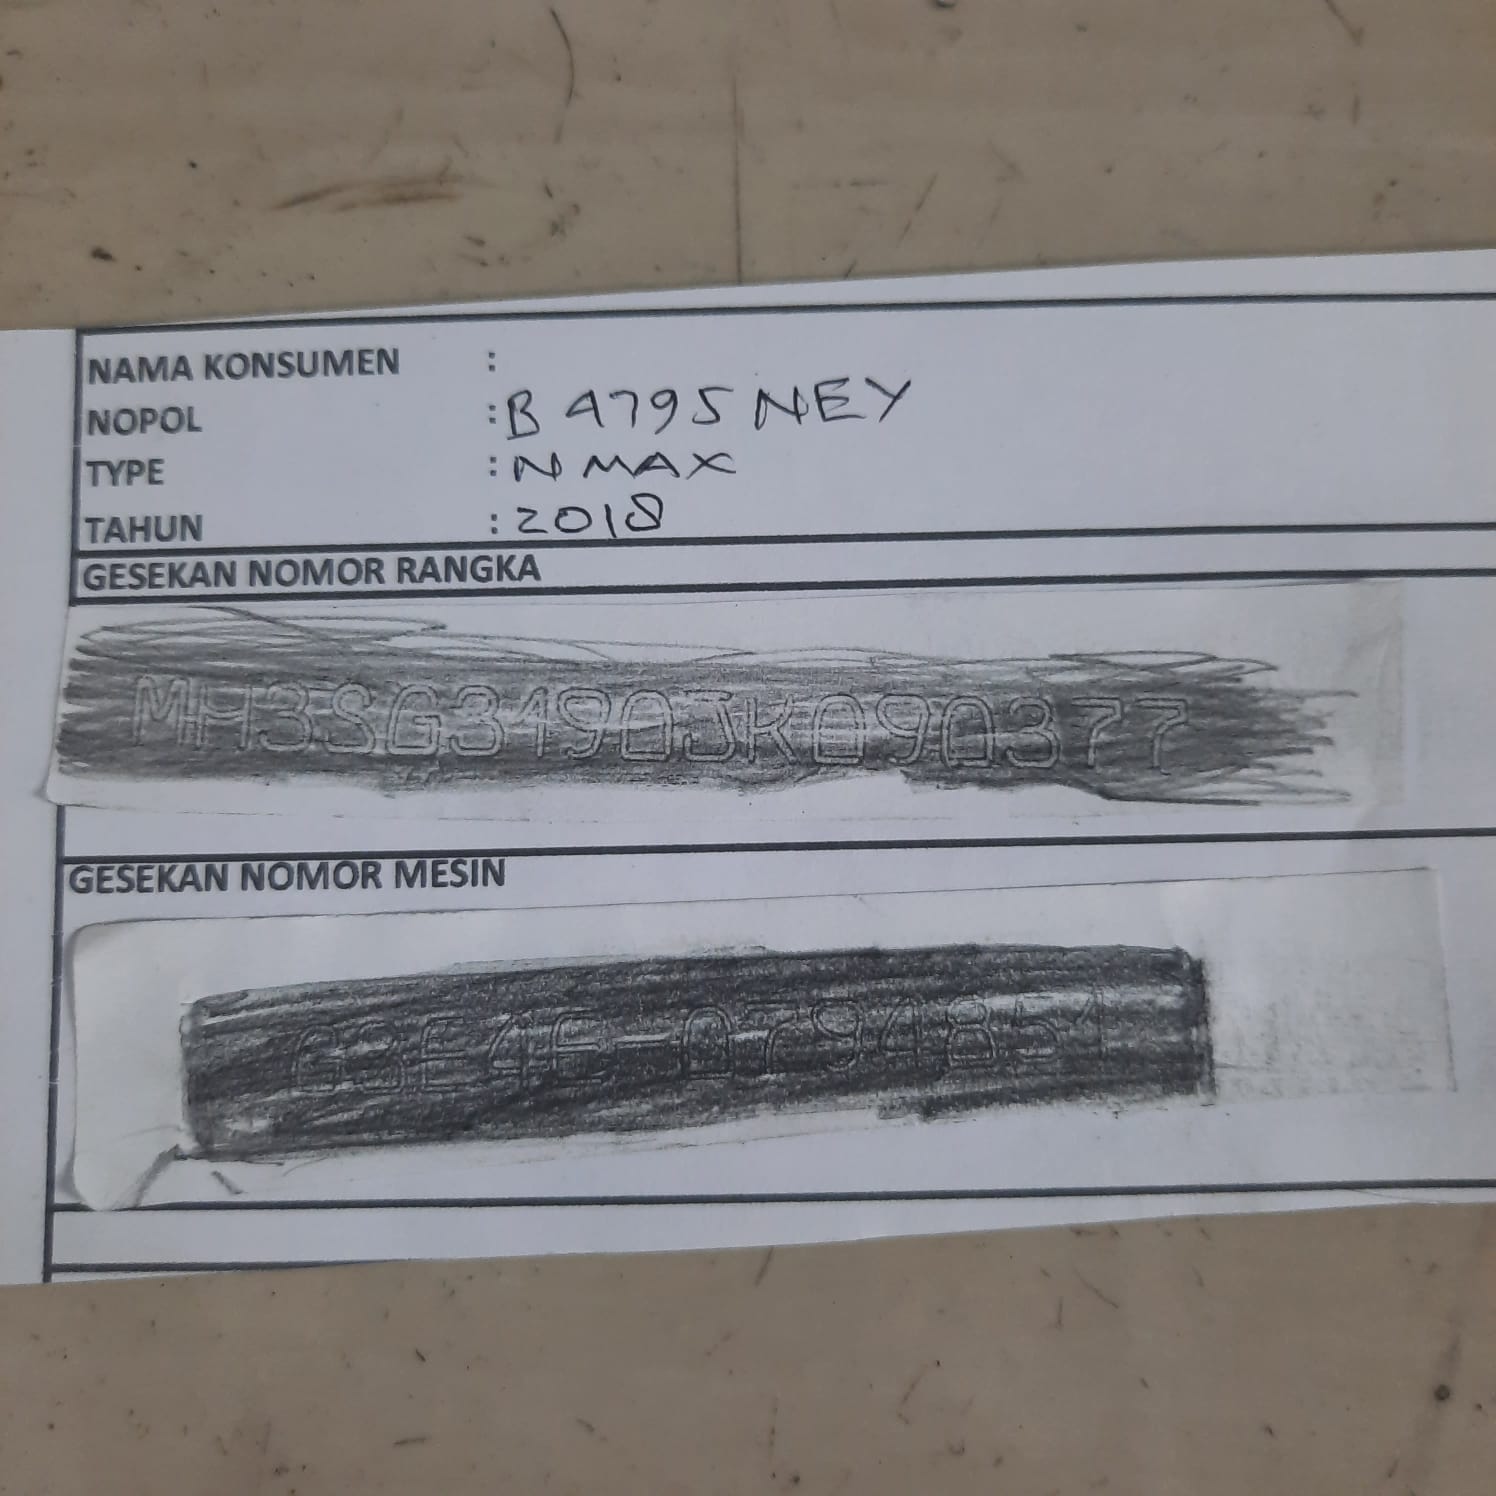 NAMA KONSUMEN :
NOPOL : B 4795 NEY
TYPE : N MAX
TAHUN : 2018
GESEKAN NOMOR RANGKA
MH3SG3190JK090377
GESEKAN NOMOR MESIN
G3E4E-0794851